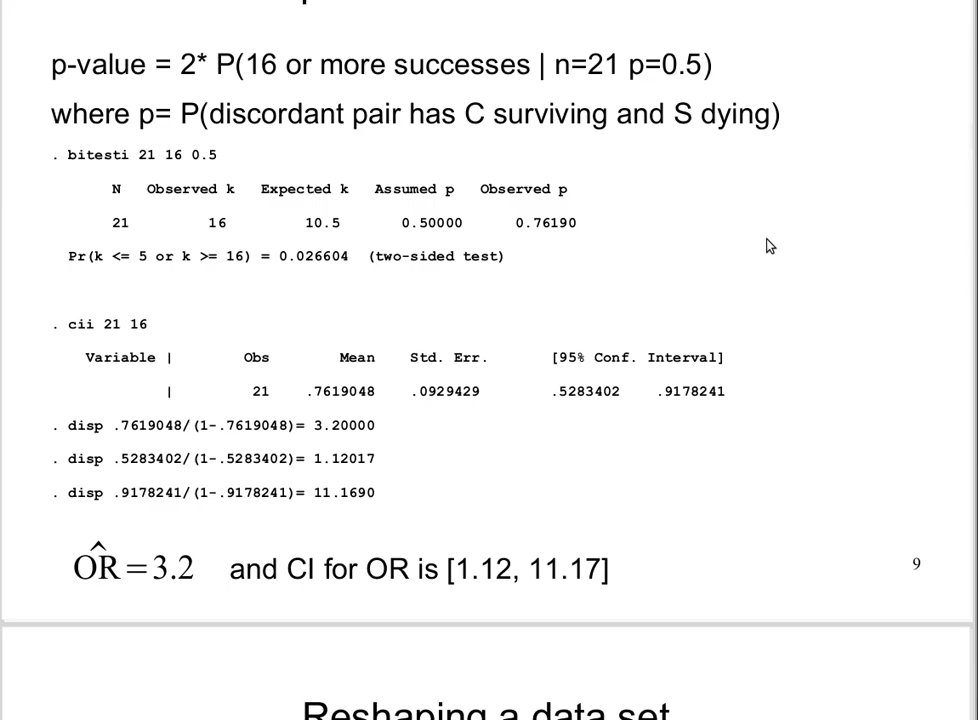 p-value = 2* P(16 or more successes | n=21 p=0.5)
where p= P(discordant pair has C surviving and S dying)
. bitesti 21 16 0.5
N Observed k Expected k Assumed p Observed p
21 16 10.5 0.50000 0.76190
Pr(k <= 5 or k >= 16) = 0.026604 (two-sided test)
. cii 21 16
Variable | Obs Mean Std. Err. [95% Conf. Interval]
| 21 .7619048 .0929429 .5283402 .9178241
. disp .7619048/(1-.7619048)= 3.20000
. disp .5283402/(1-.5283402)= 1.12017
. disp .9178241/(1-.9178241)= 11.1690
OR̂ = 3.2 and CI for OR is [1.12, 11.17]
9
Reshaping a data set